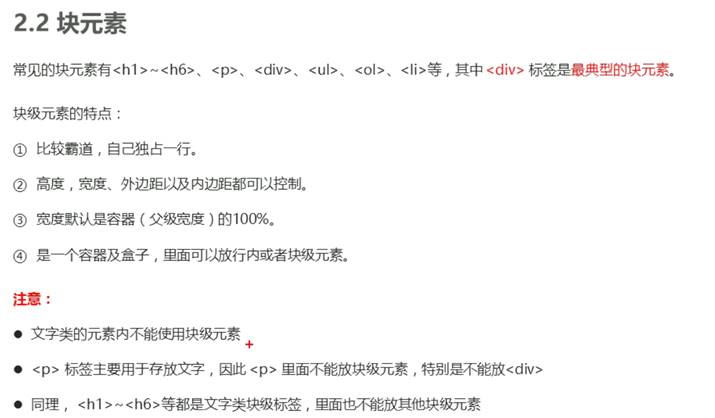 2.2 块元素
常见的块元素有<h1>~<h6>、<p>、<div>、<ul>、<ol>、<li>等，其中 <div> 标签是最典型的块元素。
块级元素的特点：
① 比较霸道，自己独占一行。
② 高度，宽度、外边距以及内边距都可以控制。
③ 宽度默认是容器（父级宽度）的100%。
④ 是一个容器及盒子，里面可以放行内或者块级元素。
注意：
● 文字类的元素内不能使用块级元素
● <p> 标签主要用于存放文字，因此 <p> 里面不能放块级元素，特别是不能放<div>
● 同理， <h1>~<h6>等都是文字类块级标签，里面也不能放其他块级元素